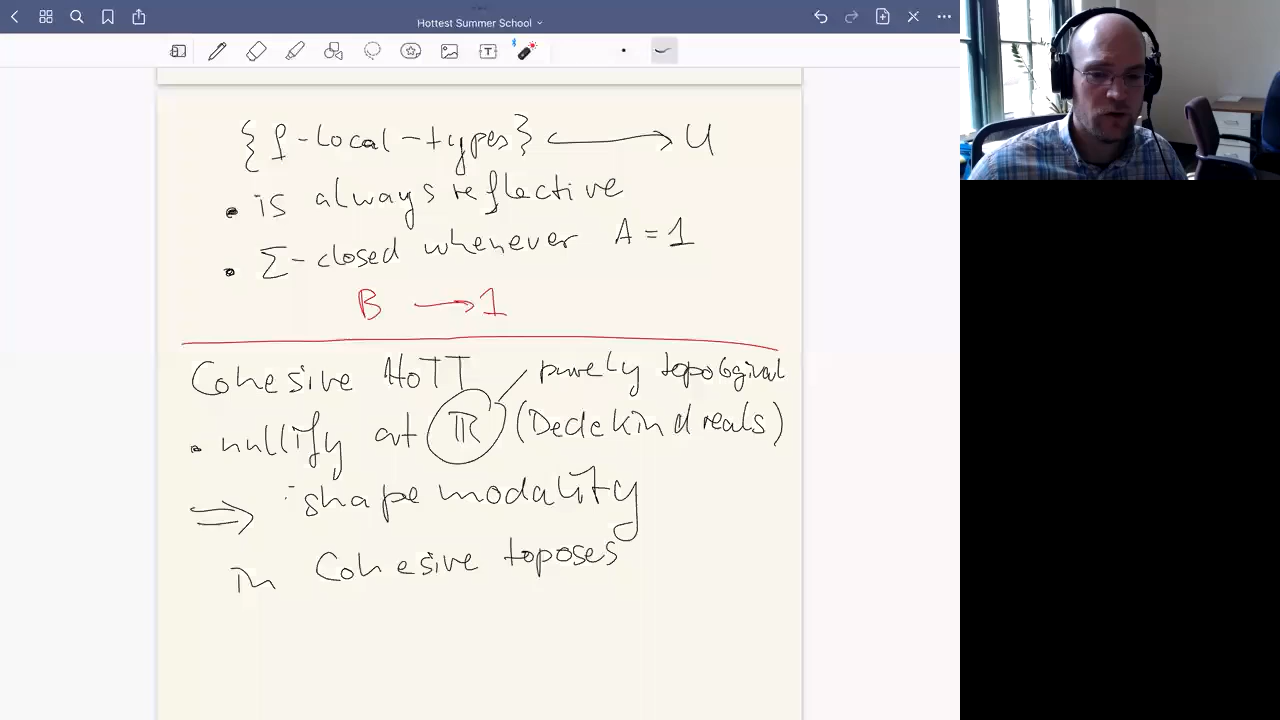 Hottest Summer School
{f-local-types} ⟶ U
• is always reflective
• Σ-closed whenever A = 1
B ⟶ 1
Cohesive HoTT
purely topological
• nullify at ℝ (Dedekind reals)
⇒ shape modality
in Cohesive toposes